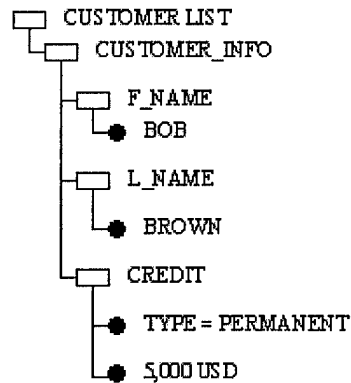 CUSTOMER LIST
CUSTOMER_INFO
F_NAME
BOB
L_NAME
BROWN
CREDIT
TYPE = PERMANENT
5,000 USD